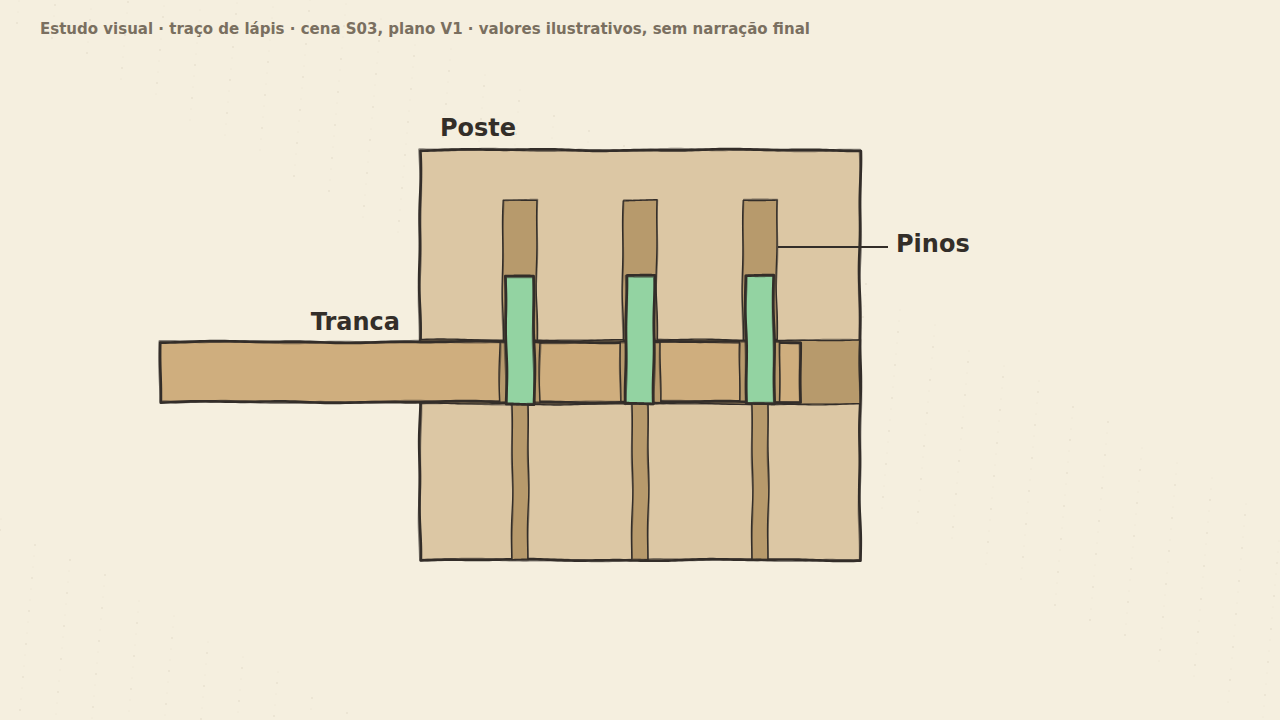 Estudo visual · traço de lápis · cena S03, plano V1 · valores ilustrativos, sem narração final
Poste
Pinos
Tranca